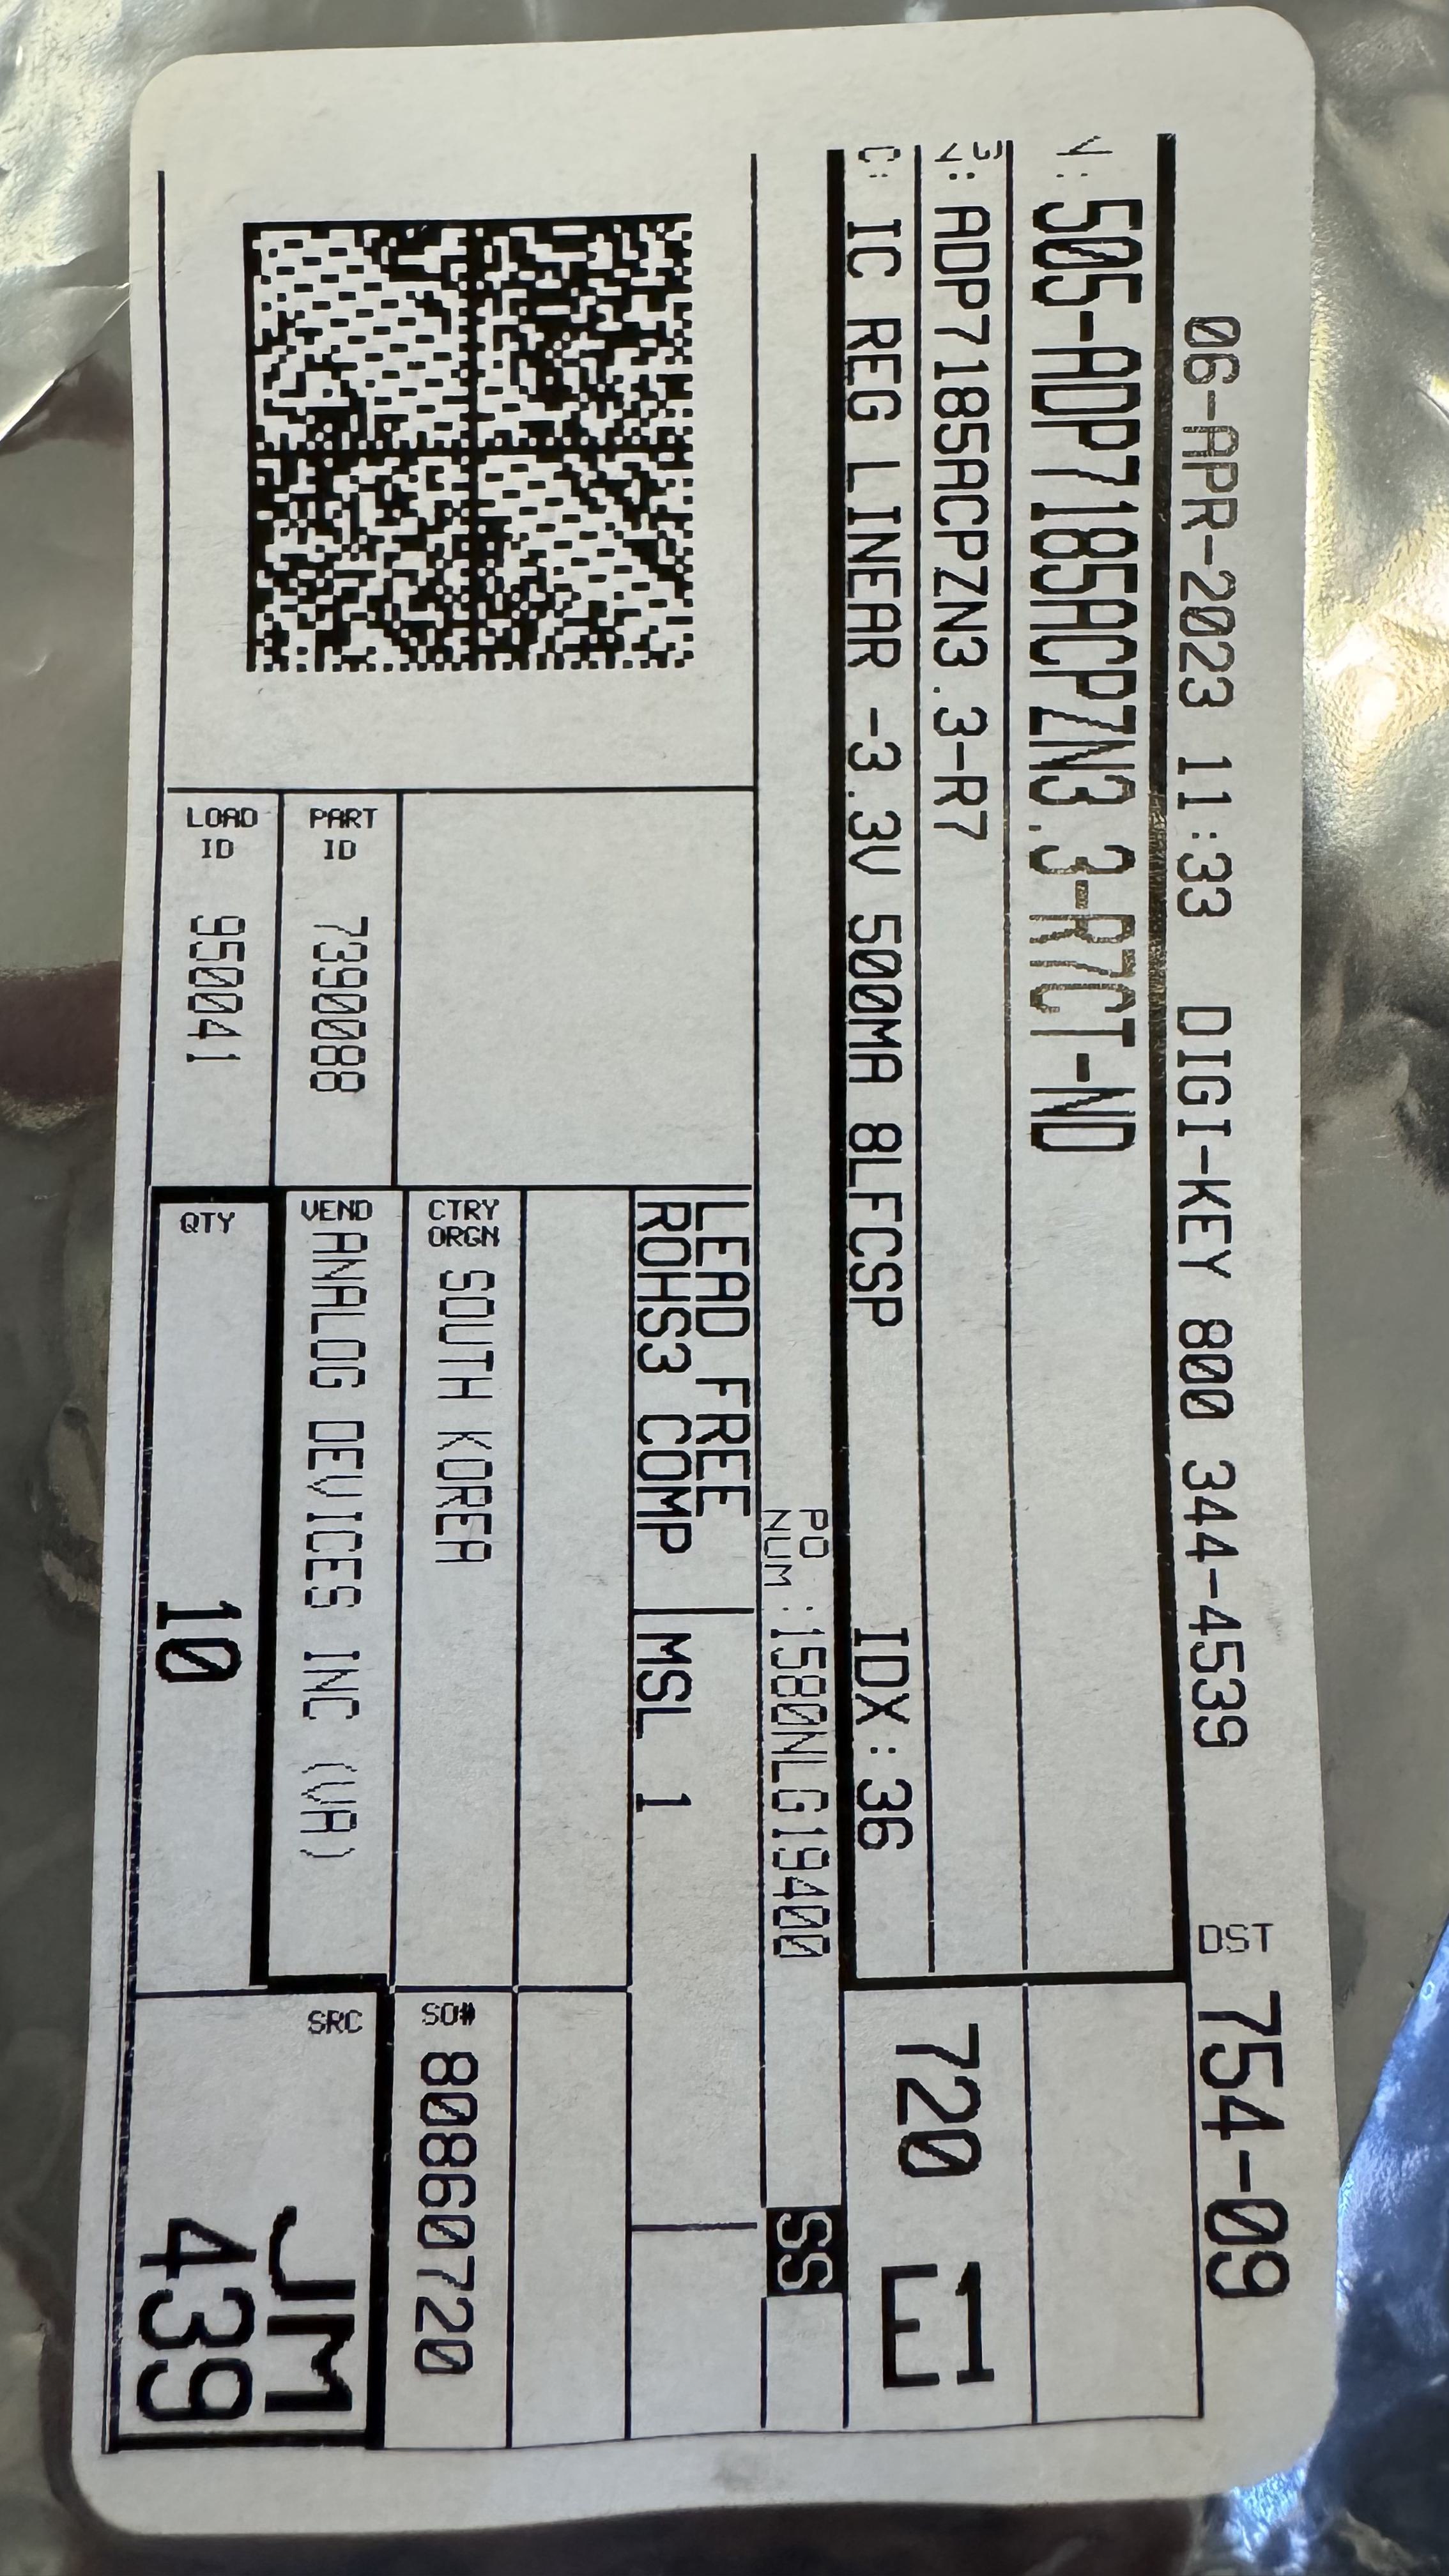 06-APR-2023 11:33 DIGI-KEY 800 344-4539 DST 754-09
505-ADP7185ACPZN3.3-R7CT-ND
ADP7185ACPZN3.3-R7
C: IC REG LINEAR -3.3V 500MA 8LFCSP IDX:36
720 E1
PO
NUM :1580NLG19400 SS
LEAD FREE
ROHS3 COMP
MSL 1
CTRY
ORGN SOUTH KOREA
SO# 80860720
PART
ID 7390088
VEND ANALOG DEVICES INC (VA)
LOAD
ID 950041
QTY 10
SRC JM
439